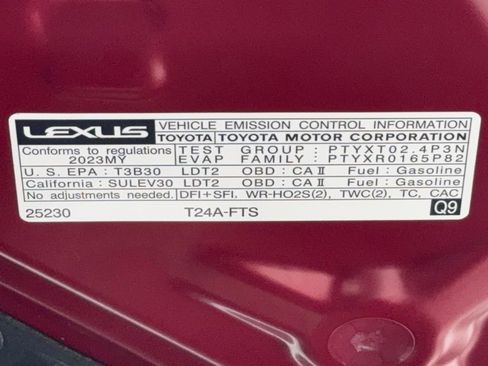 LEXUS VEHICLE EMISSION CONTROL INFORMATION
TOYOTA TOYOTA MOTOR CORPORATION
Conforms to regulations TEST GROUP : PTYXT02.4P3N
2023MY EVAP FAMILY : PTYXR0165P82
U. S. EPA : T3B30 LDT2 OBD : CA II Fuel : Gasoline
California : SULEV30 LDT2 OBD : CA II Fuel : Gasoline
No adjustments needed. DFI+SFI. WR-HO2S(2), TWC(2), TC, CAC
25230 T24A-FTS Q9